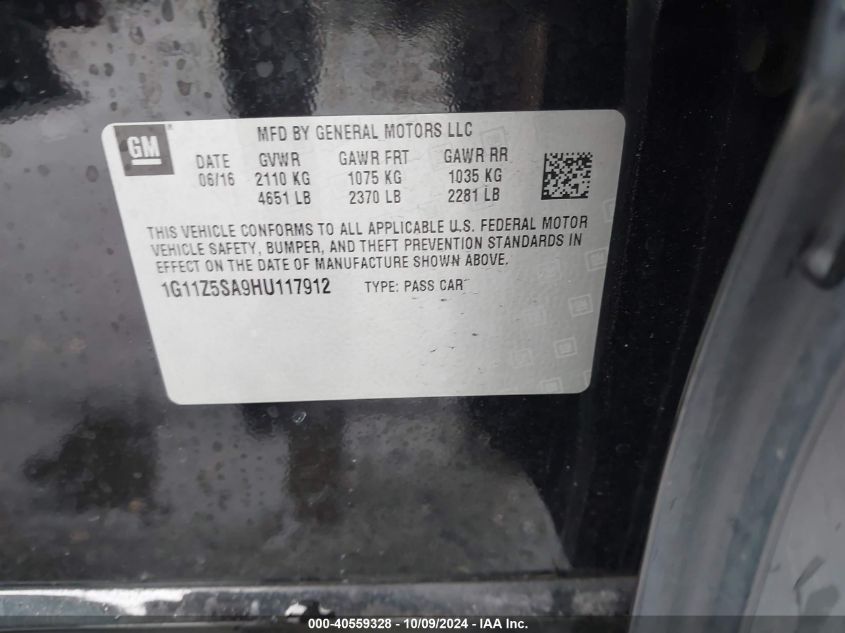 GM®
MFD BY GENERAL MOTORS LLC
DATE GVWR GAWR FRT GAWR RR
06/16 2110 KG 1075 KG 1035 KG
4651 LB 2370 LB 2281 LB
THIS VEHICLE CONFORMS TO ALL APPLICABLE U.S. FEDERAL MOTOR
VEHICLE SAFETY, BUMPER, AND THEFT PREVENTION STANDARDS IN
EFFECT ON THE DATE OF MANUFACTURE SHOWN ABOVE.
1G11Z5SA9HU117912 TYPE: PASS CAR
000-40559328 - 10/09/2024 - IAA Inc.